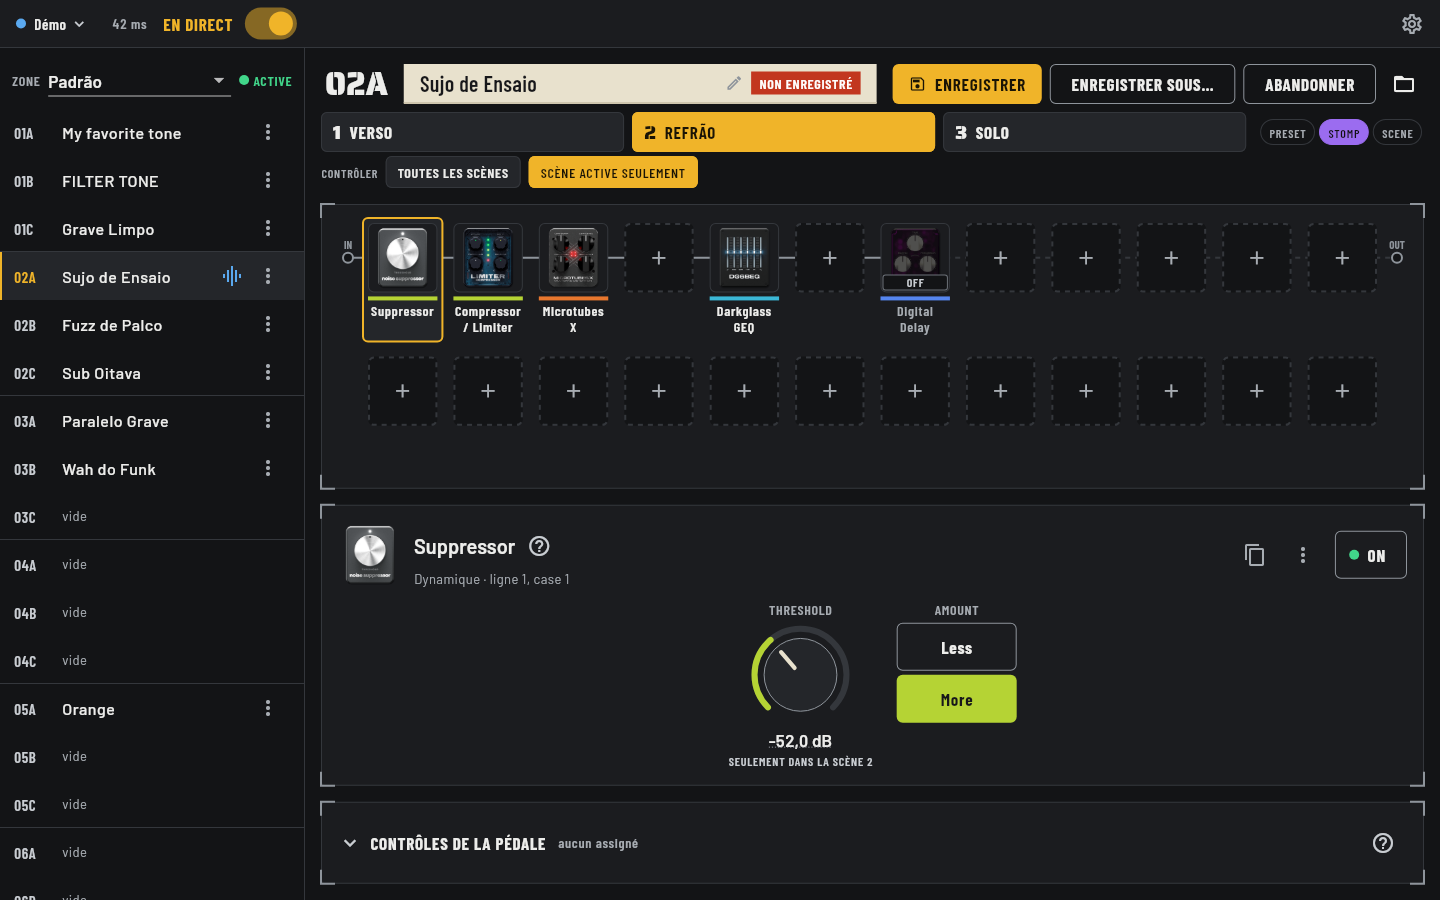 Démo
42 ms
EN DIRECT
ZONE Padrão
ACTIVE
01A My favorite tone
01B FILTER TONE
01C Grave Limpo
02A Sujo de Ensaio
02B Fuzz de Palco
02C Sub Oitava
03A Paralelo Grave
03B Wah do Funk
03C vide
04A vide
04B vide
04C vide
05A Orange
05B vide
05C vide
06A vide
02A
Sujo de Ensaio
NON ENREGISTRÉ
ENREGISTRER
ENREGISTRER SOUS...
ABANDONNER
1 VERSO
2 REFRÃO
3 SOLO
PRESET
STOMP
SCENE
CONTRÔLER
TOUTES LES SCÈNES
SCÈNE ACTIVE SEULEMENT
IN
noise suppressor
Suppressor
LIMITER
Compressor
/ Limiter
MICROTUBES
Microtubes
X
Darkglass
GEQ
OFF
Digital
Delay
OUT
noise suppressor
Suppressor
Dynamique · ligne 1, case 1
ON
THRESHOLD
-52,0 dB
SEULEMENT DANS LA SCÈNE 2
AMOUNT
Less
More
CONTRÔLES DE LA PÉDALE
aucun assigné